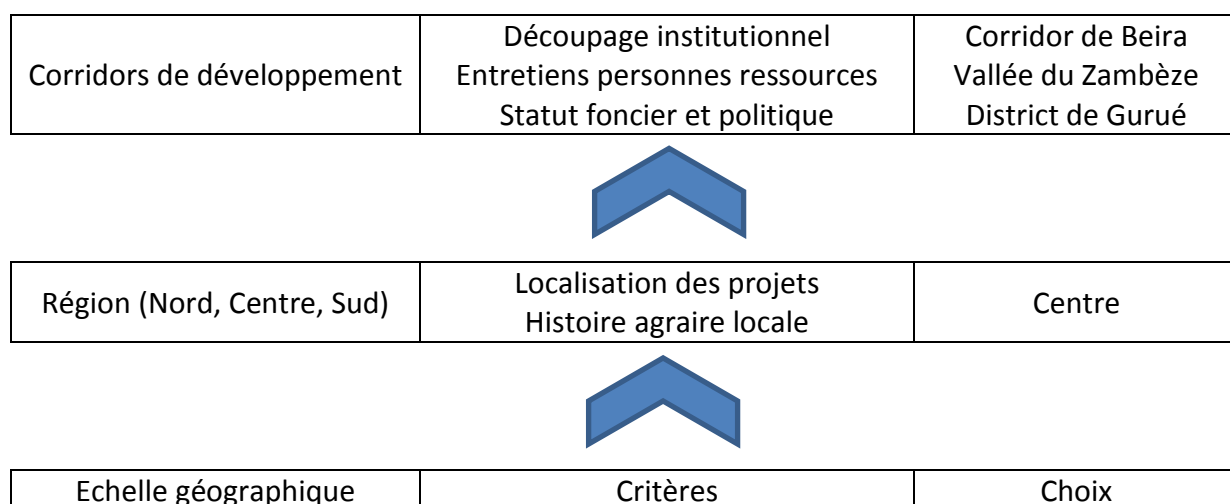 Corridors de développement
Découpage institutionnel
Entretiens personnes ressources
Statut foncier et politique
Corridor de Beira
Vallée du Zambèze
District de Gurué
Région (Nord, Centre, Sud)
Localisation des projets
Histoire agraire locale
Centre
Echelle géographique
Critères
Choix